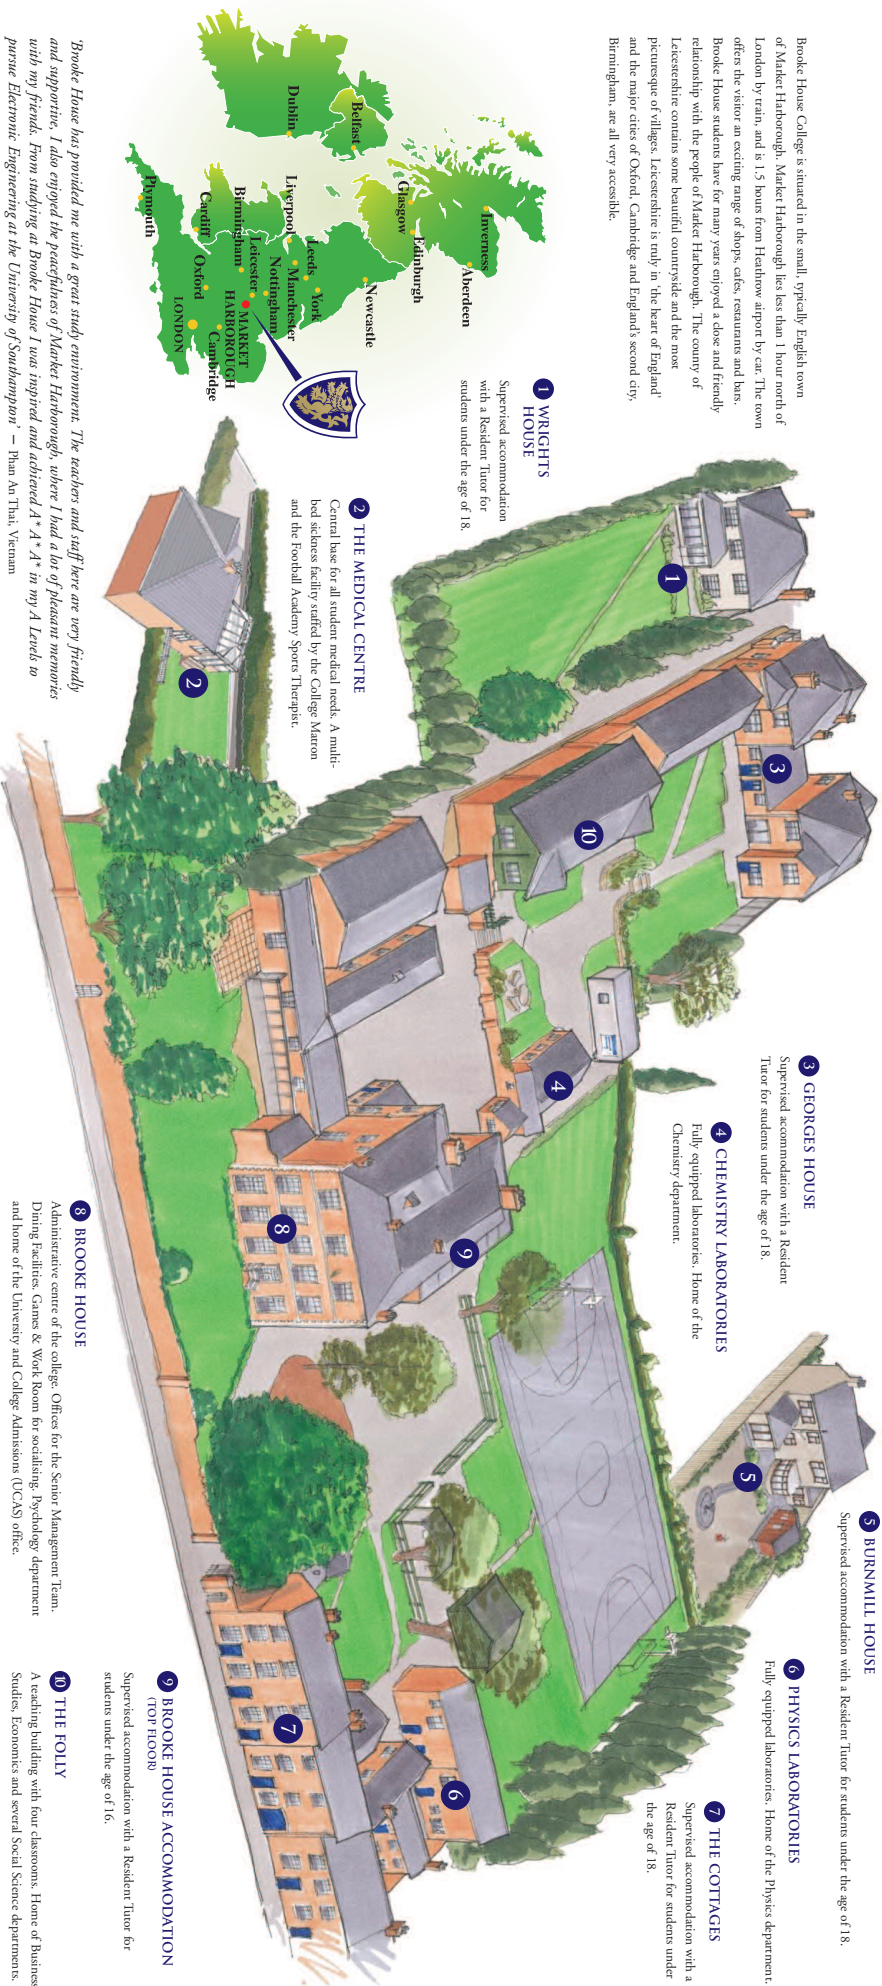 Brooke House College is situated in the small, typically English town
of Market Harborough. Market Harborough lies less than 1 hour north of
London by train, and is 1.5 hours from Heathrow airport by car. The town
offers the visitor an exciting range of shops, cafes, restaurants and bars.
Brooke House students have for many years enjoyed a close and friendly
relationship with the people of Market Harborough. The county of
Leicestershire contains some beautiful countryside and the most
picturesque of villages. Leicestershire is truly in 'the heart of England'
and the major cities of Oxford, Cambridge and England's second city,
Birmingham, are all very accessible.
Inverness
Aberdeen
Glasgow
Edinburgh
Belfast
Newcastle
Dublin
Leeds
York
Liverpool
Manchester
Nottingham
Leicester
Birmingham
MARKET
HARBOROUGH
Cambridge
Cardiff
Oxford
LONDON
Plymouth
'Brooke House has provided me with a great study environment. The teachers and staff here are very friendly
and supportive, I also enjoyed the peacefulness of Market Harborough, where I had a lot of pleasant memories
with my friends. From studying at Brooke House I was inspired and achieved A* A* A* in my A Levels to
pursue Electronic Engineering at the University of Southampton' – Phan An Thai, Vietnam
1 WRIGHTS
HOUSE
Supervised accommodation
with a Resident Tutor for
students under the age of 18.
2 THE MEDICAL CENTRE
Central base for all student medical needs. A multi-
bed sickness facility staffed by the College Matron
and the Football Academy Sports Therapist.
3 GEORGES HOUSE
Supervised accommodation with a Resident
Tutor for students under the age of 18.
4 CHEMISTRY LABORATORIES
Fully equipped laboratories. Home of the
Chemistry department.
5 BURNMILL HOUSE
Supervised accommodation with a Resident Tutor for students under the age of 18.
6 PHYSICS LABORATORIES
Fully equipped laboratories. Home of the Physics department.
7 THE COTTAGES
Supervised accommodation with a
Resident Tutor for students under
the age of 18.
8 BROOKE HOUSE
Administrative centre of the college. Offices for the Senior Management Team.
Dining Facilities. Games & Work Room for socialising. Psychology department
and home of the University and College Admissions (UCAS) office.
9 BROOKE HOUSE ACCOMMODATION
(TOP FLOOR)
Supervised accommodation with a Resident Tutor for
students under the age of 16.
10 THE FOLLY
A teaching building with four classrooms. Home of Business
Studies, Economics and several Social Science departments.
1
2
3
10
4
9
8
5
7
6